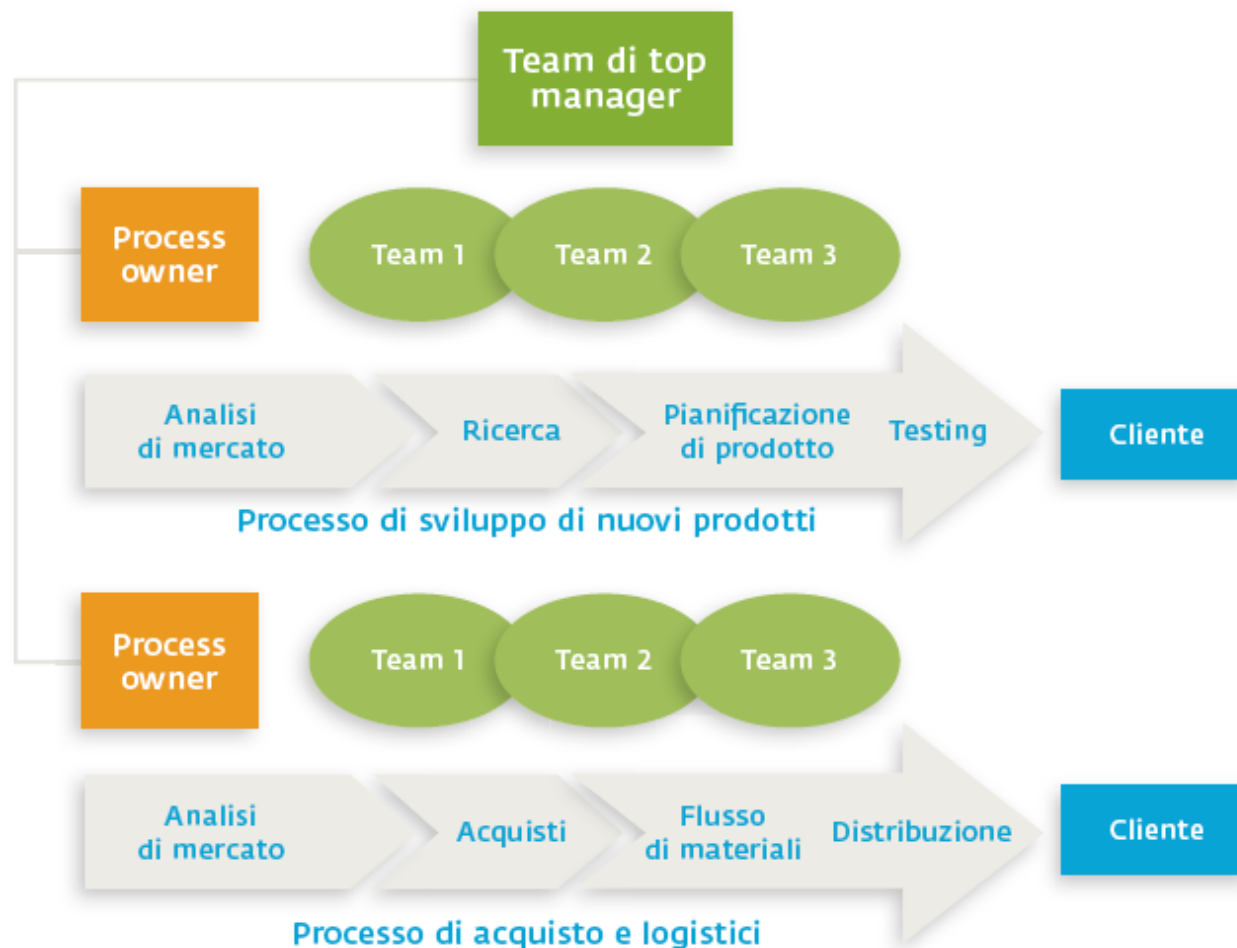 Team di top
manager
Process
owner
Team 1
Team 2
Team 3
Analisi
di mercato
Ricerca
Pianificazione
di prodotto
Testing
Cliente
Processo di sviluppo di nuovi prodotti
Process
owner
Team 1
Team 2
Team 3
Analisi
di mercato
Acquisti
Flusso
di materiali
Distribuzione
Cliente
Processo di acquisto e logistici